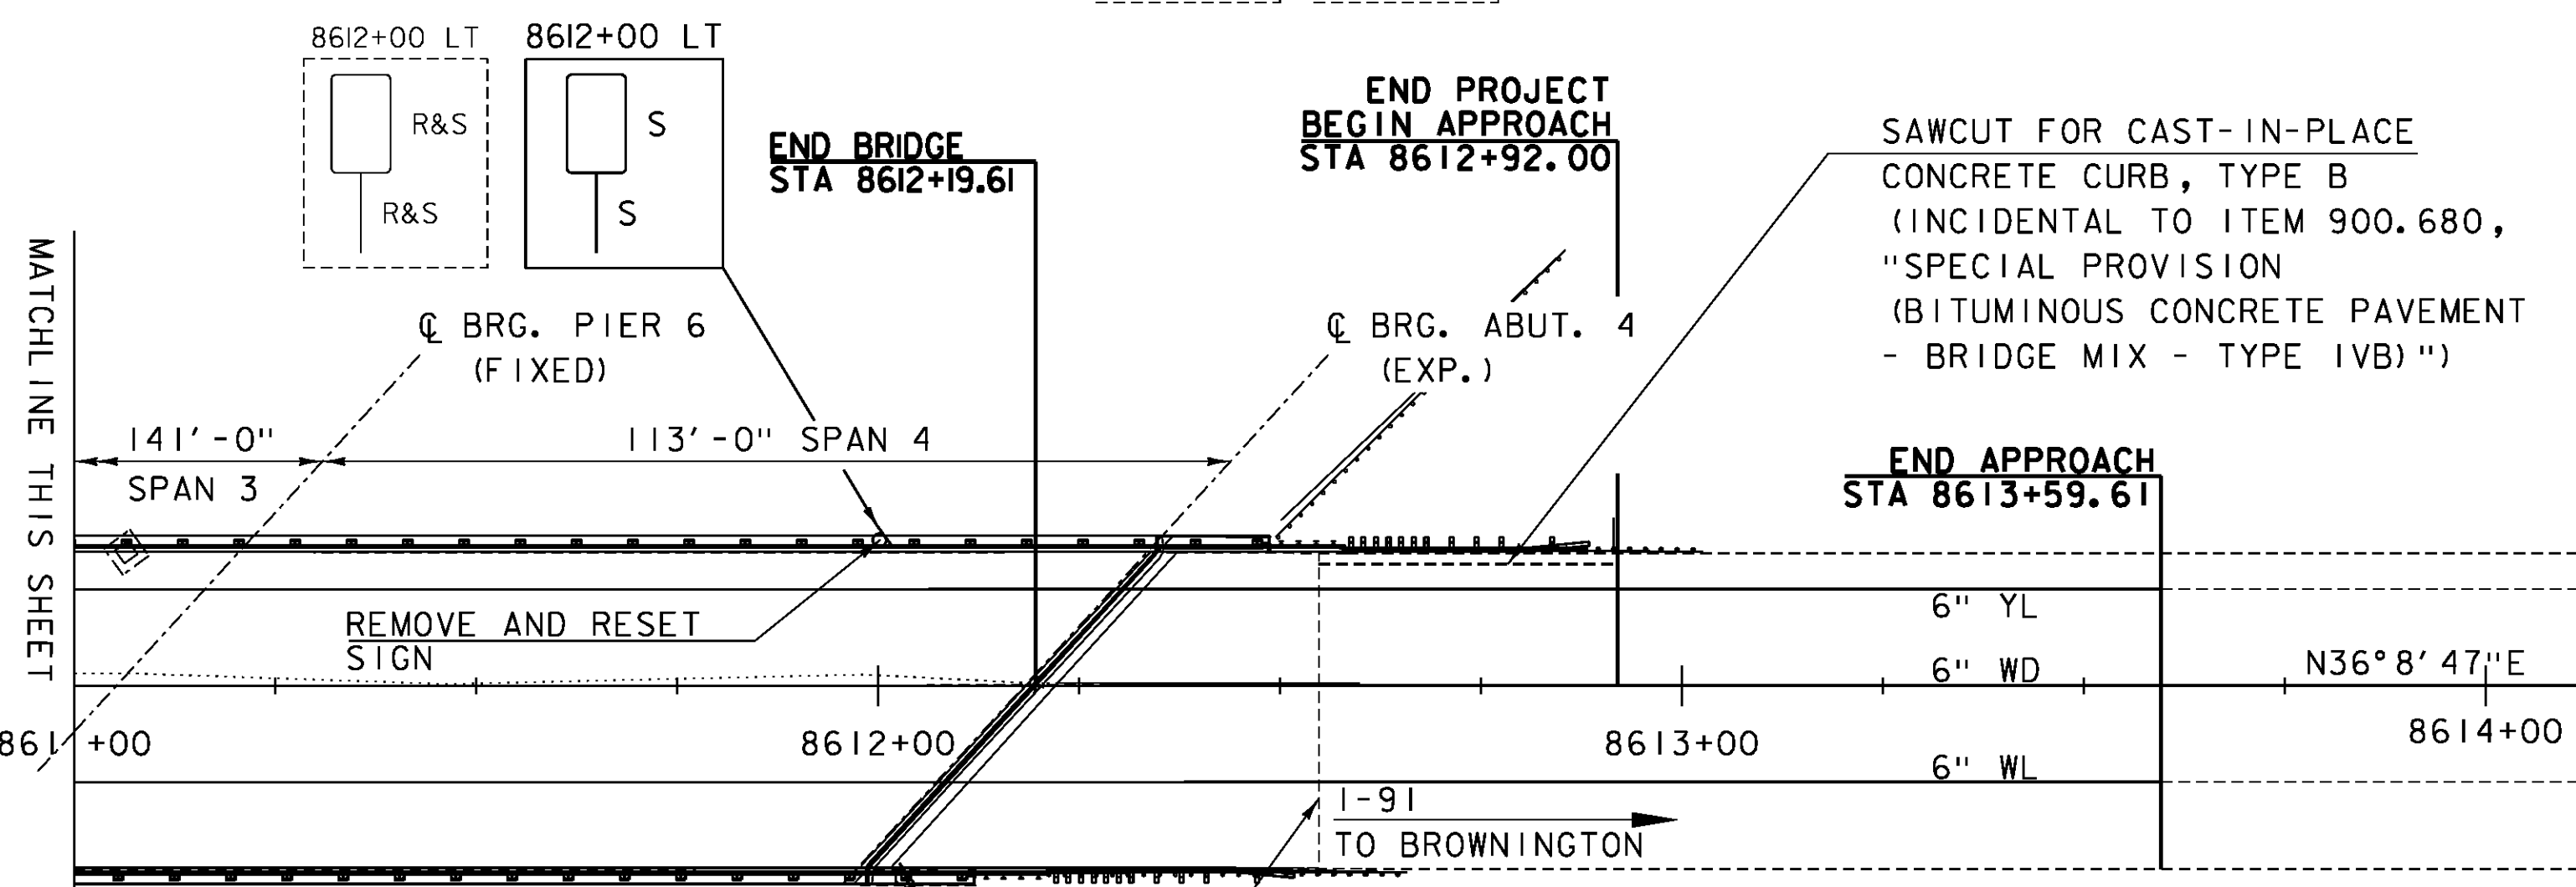 8612+00 LT
R&S
R&S
8612+00 LT
S
S
END BRIDGE
STA 8612+19.61
END PROJECT
BEGIN APPROACH
STA 8612+92.00
SAWCUT FOR CAST-IN-PLACE
CONCRETE CURB, TYPE B
(INCIDENTAL TO ITEM 900.680,
"SPECIAL PROVISION
(BITUMINOUS CONCRETE PAVEMENT
- BRIDGE MIX - TYPE IVB)")
MATCHLINE THIS SHEET
℄ BRG. PIER 6
(FIXED)
℄ BRG. ABUT. 4
(EXP.)
141'-0"
SPAN 3
113'-0" SPAN 4
END APPROACH
STA 8613+59.61
REMOVE AND RESET
SIGN
6" YL
6" WD
N36°8'47"E
8611+00
8612+00
8613+00
8614+00
6" WL
I-91
TO BROWNINGTON